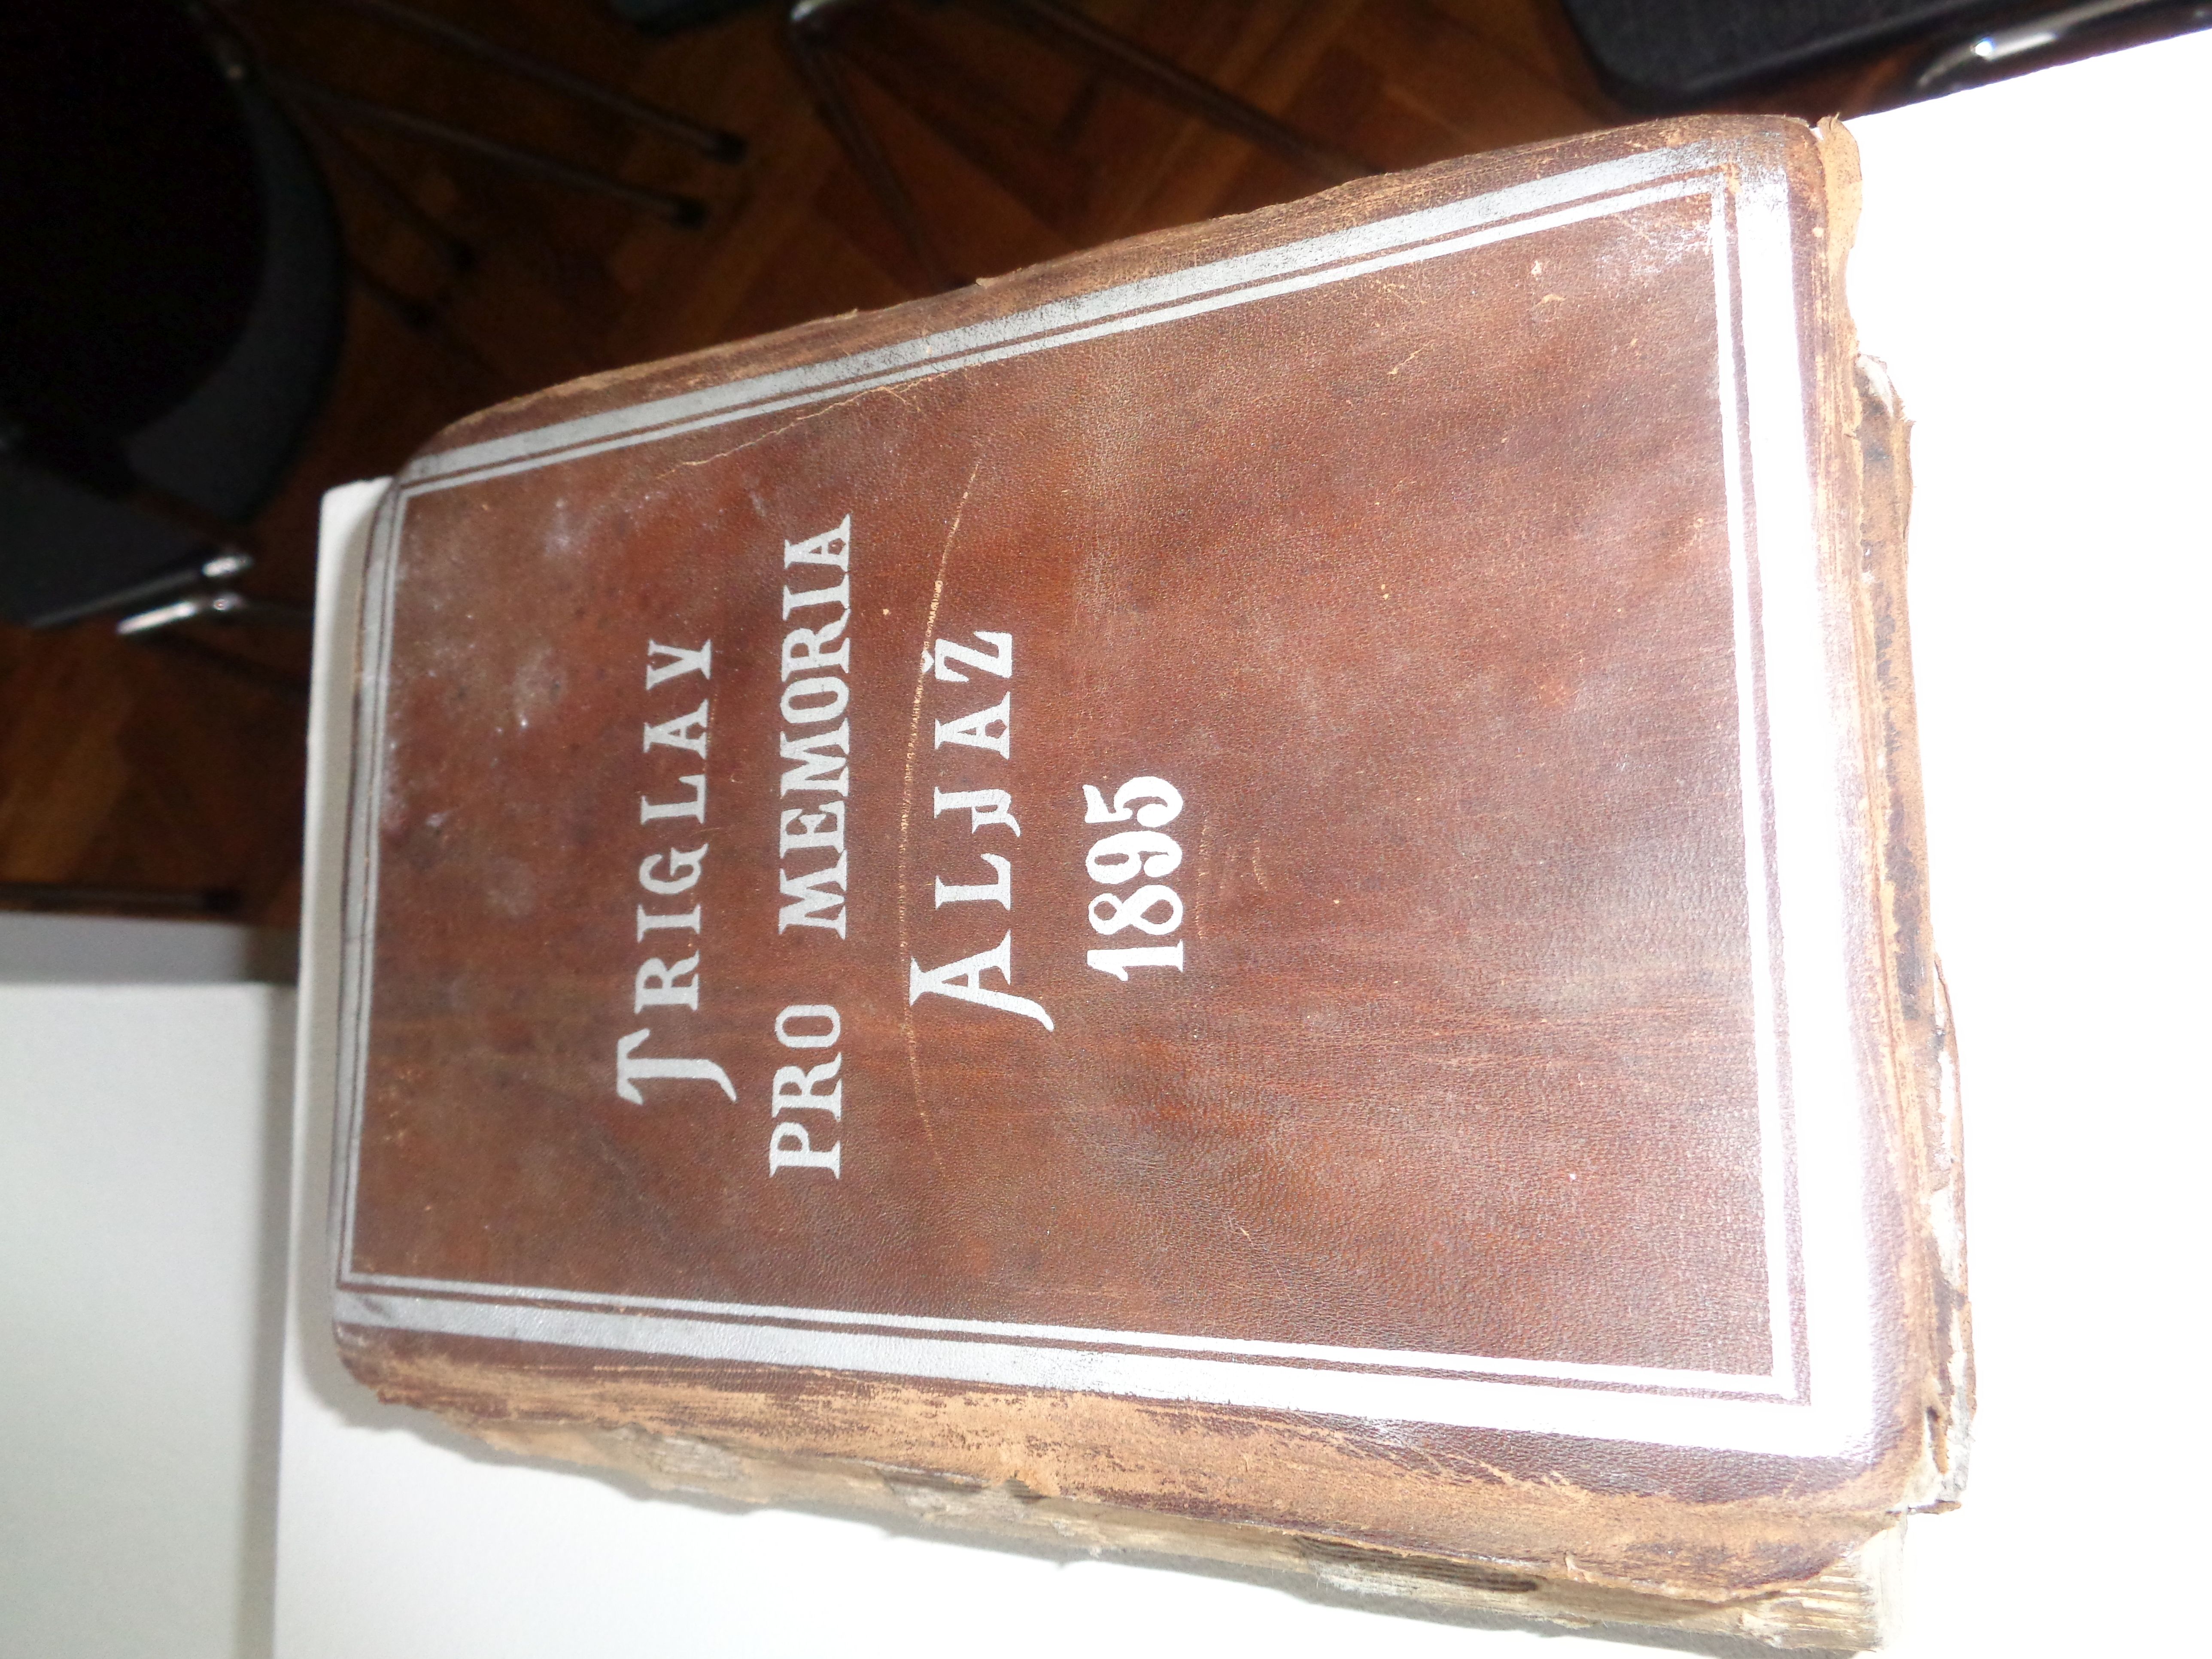 TRIGLAV
PRO MEMORIA
ALJAŽ
1895